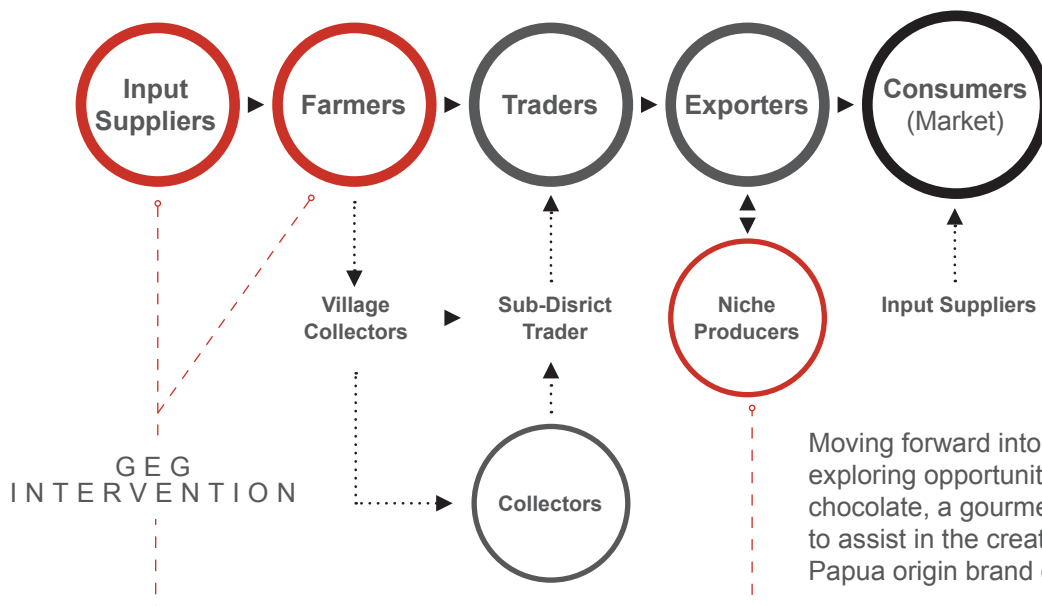 Input
Suppliers
Farmers
Traders
Exporters
Consumers
(Market)
Village
Collectors
Sub-Disrict
Trader
Niche
Producers
Input Suppliers
GEG
INTERVENTION
Collectors
Moving forward into
exploring opportunit
chocolate, a gourme
to assist in the creat
Papua origin brand